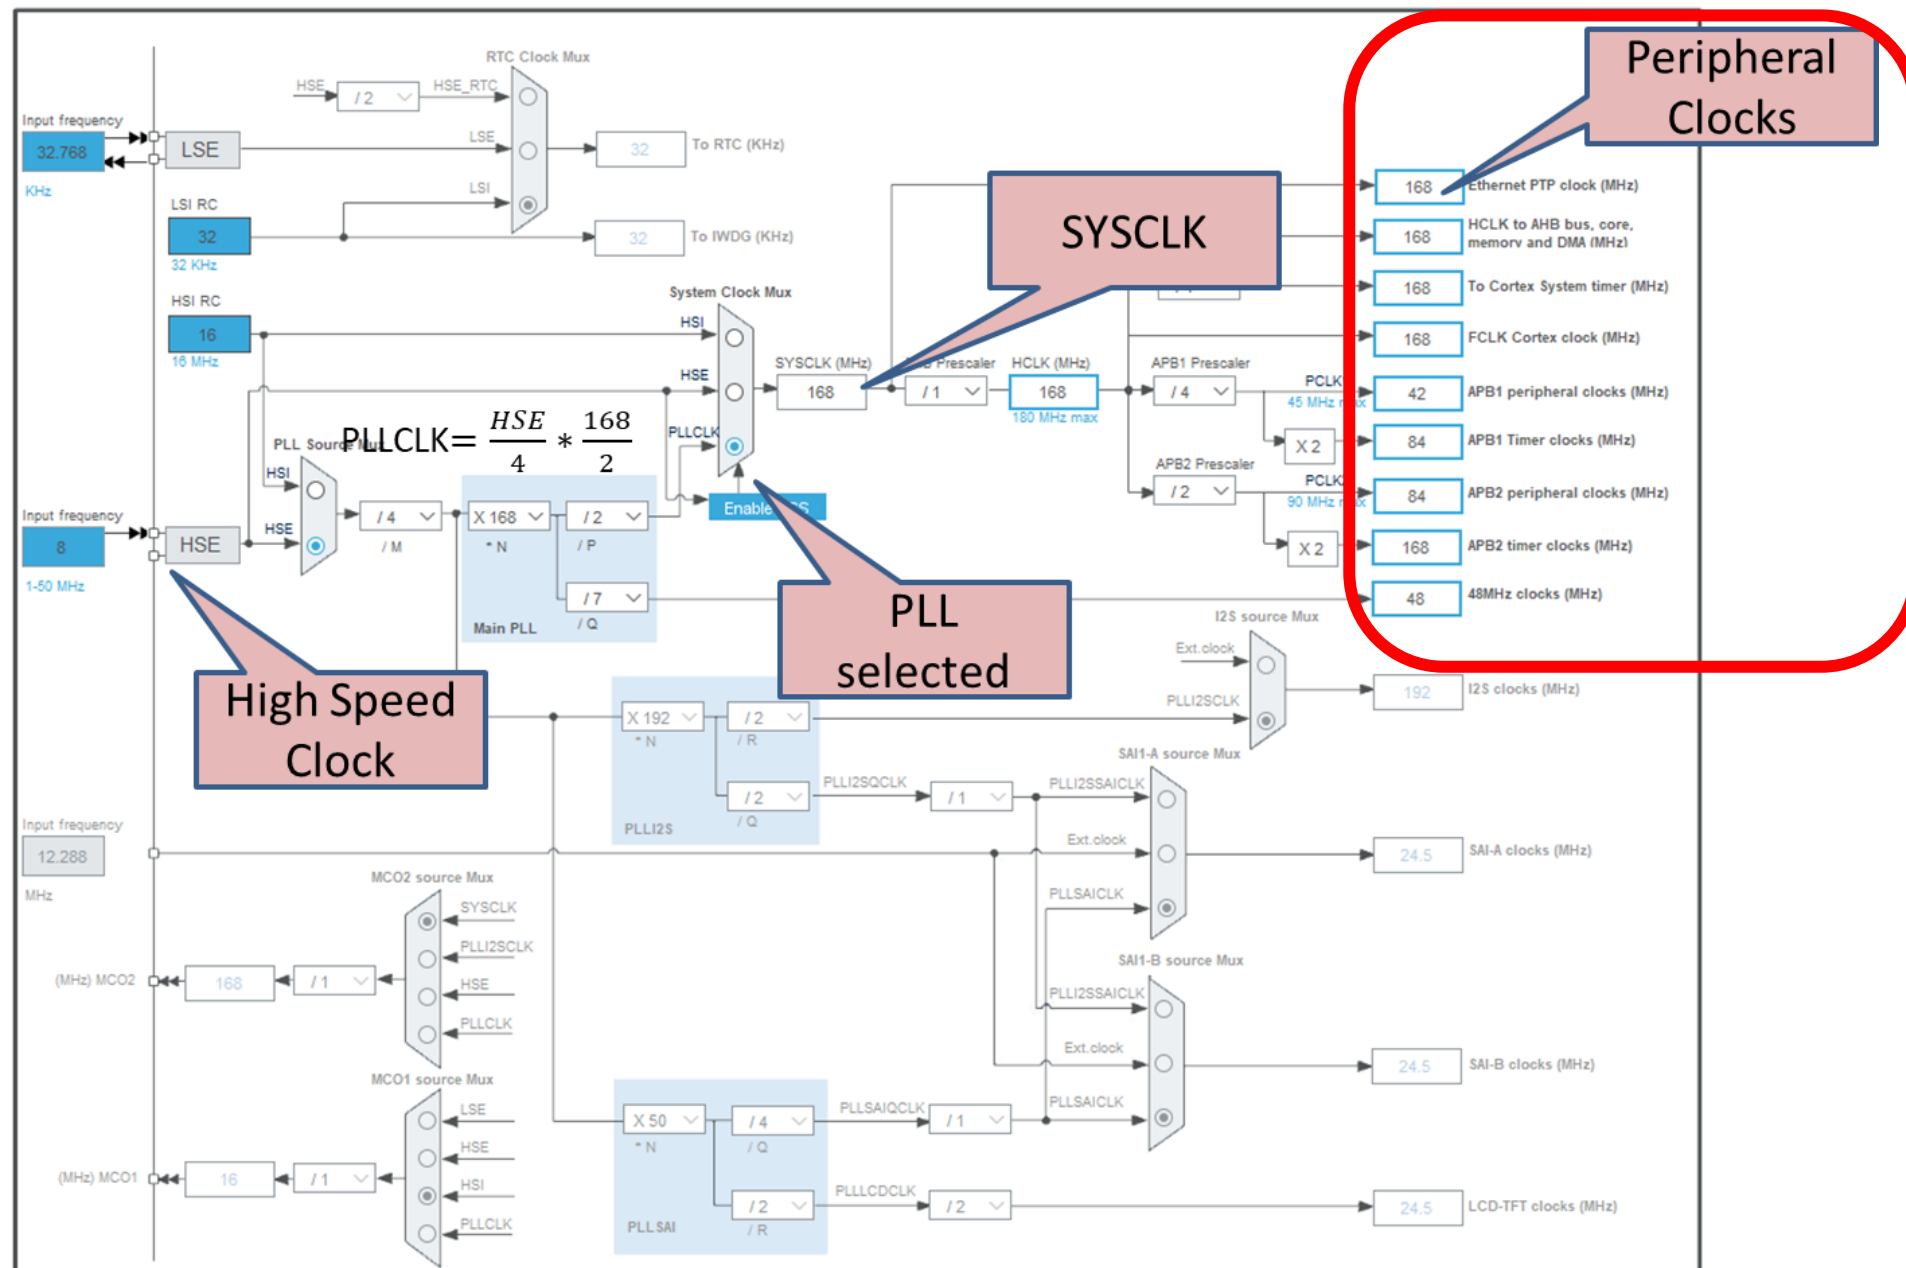 Peripheral
Clocks
RTC Clock Mux
HSE
/ 2
HSE_RTC
Input frequency
32.768
KHz
LSE
LSE
32
To RTC (KHz)
LSI
LSI RC
32
32 KHz
32
To IWDG (KHz)
SYSCLK
168
Ethernet PTP clock (MHz)
168
HCLK to AHB bus, core,
memory and DMA (MHz)
168
To Cortex System timer (MHz)
168
FCLK Cortex clock (MHz)
HSI RC
16
16 MHz
System Clock Mux
HSI
HSE
PLLCLK
SYSCLK (MHz)
168
Prescaler
/ 1
HCLK (MHz)
168
180 MHz max
APB1 Prescaler
/ 4
PCLK
45 MHz max
42
APB1 peripheral clocks (MHz)
X 2
84
APB1 Timer clocks (MHz)
APB2 Prescaler
/ 2
PCLK
90 MHz max
84
APB2 peripheral clocks (MHz)
X 2
168
APB2 timer clocks (MHz)
48
48MHz clocks (MHz)
PLLCLK= HSE/4 * 168/2
PLL Source Mux
HSI
HSE
Input frequency
8
1-50 MHz
HSE
/ 4
/ M
X 168
* N
/ 2
/ P
/ 7
/ Q
Main PLL
Enable
PLL
selected
High Speed
Clock
I2S source Mux
Ext.clock
PLLI2SCLK
192
I2S clocks (MHz)
X 192
* N
/ 2
/ R
/ 2
/ Q
PLLI2S
PLLI2SQCLK
/ 1
SAI1-A source Mux
PLLI2SSAICLK
Ext.clock
PLLSAICLK
24.5
SAI-A clocks (MHz)
Input frequency
12.288
MHz
MCO2 source Mux
SYSCLK
PLLI2SCLK
HSE
PLLCLK
(MHz) MCO2
168
/ 1
SAI1-B source Mux
PLLI2SSAICLK
Ext.clock
PLLSAICLK
24.5
SAI-B clocks (MHz)
MCO1 source Mux
LSE
HSE
HSI
PLLCLK
(MHz) MCO1
16
/ 1
X 50
* N
/ 4
/ Q
PLLSAIQCLK
/ 1
/ 2
/ R
PLLSAI
PLLLCDCLK
/ 2
24.5
LCD-TFT clocks (MHz)